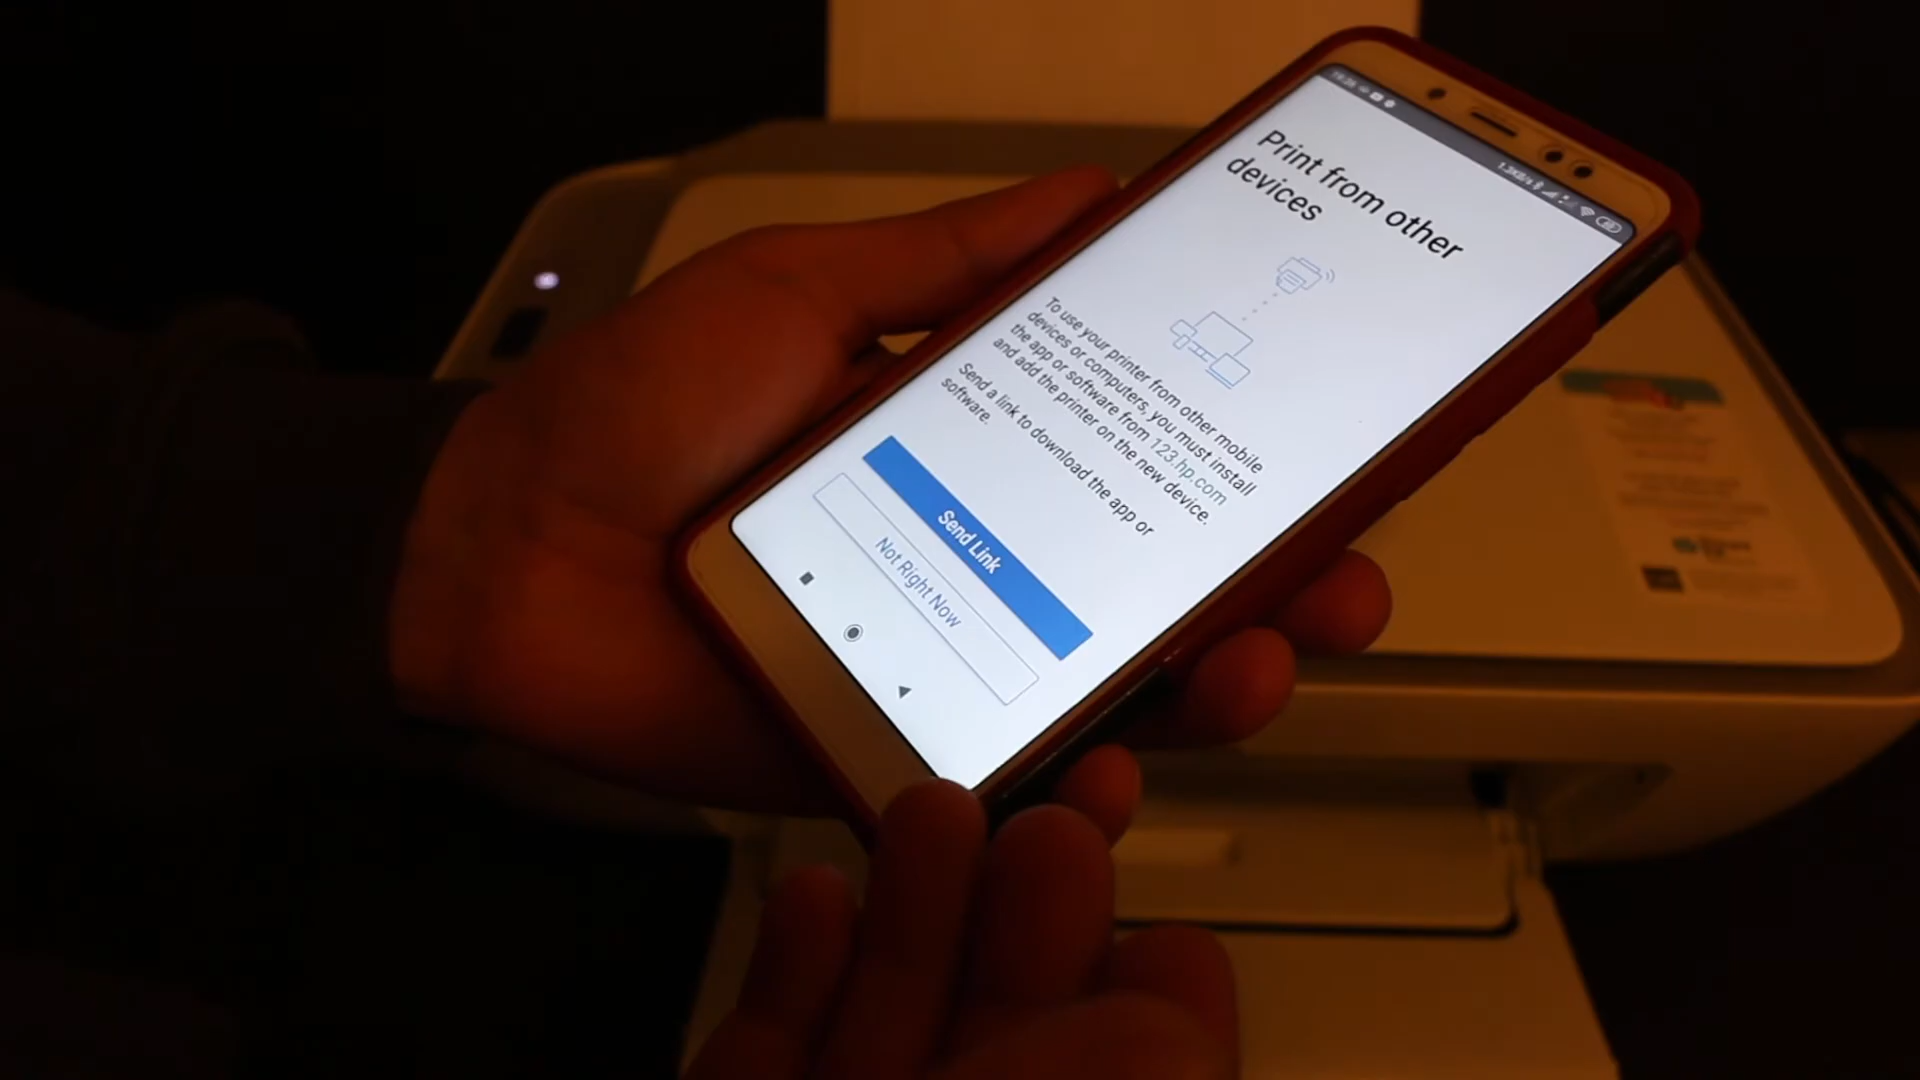 Print from other
devices
To use your printer from other mobile
devices or computers, you must install
the app or software from 123.hp.com
and add the printer on the new device.
Send a link to download the app or
software.
Send Link
Not Right Now